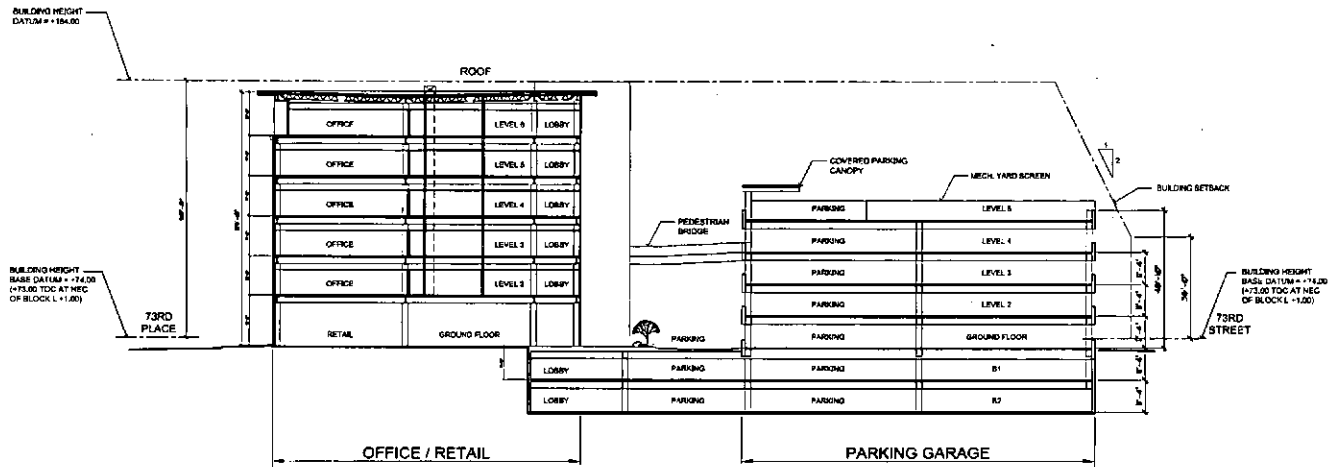 BUILDING HEIGHT
DATUM = +184.00
ROOF
OFFICE
LEVEL 6
LOBBY
OFFICE
LEVEL 5
LOBBY
OFFICE
LEVEL 4
LOBBY
OFFICE
LEVEL 3
LOBBY
OFFICE
LEVEL 2
LOBBY
RETAIL
GROUND FLOOR
1
2
COVERED PARKING
CANOPY
MECH. YARD SCREEN
BUILDING SETBACK
PEDESTRIAN
BRIDGE
PARKING
LEVEL 5
PARKING
LEVEL 4
PARKING
LEVEL 3
PARKING
LEVEL 2
PARKING
PARKING
GROUND FLOOR
LOBBY
PARKING
PARKING
B1
LOBBY
PARKING
PARKING
B2
BUILDING HEIGHT
BASE DATUM = +74.00
(+73.00 TOC AT NEC
OF BLOCK L +1.00)
73RD
PLACE
BUILDING HEIGHT
BASE DATUM = +74.00
(+73.00 TOC AT NEC
OF BLOCK L +1.00)
73RD
STREET
OFFICE / RETAIL
PARKING GARAGE